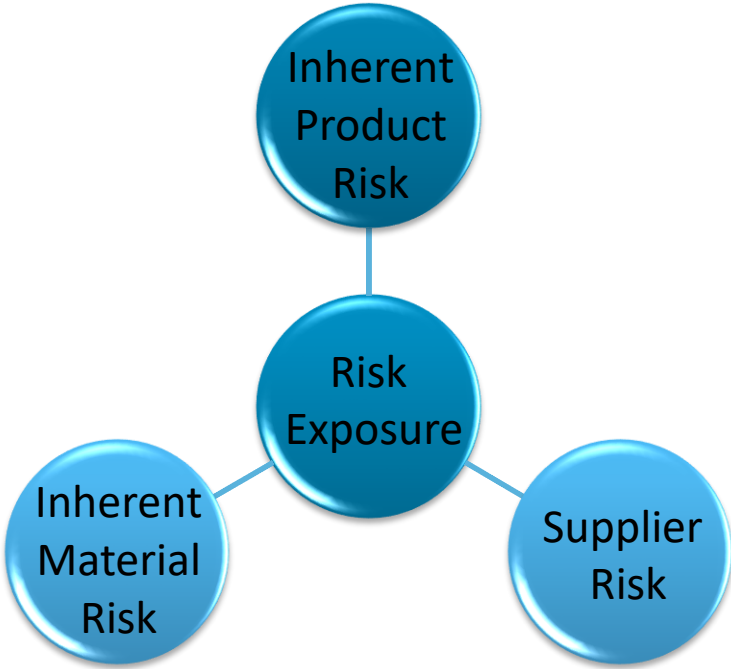 Inherent
Product
Risk
Risk
Exposure
Inherent
Material
Risk
Supplier
Risk